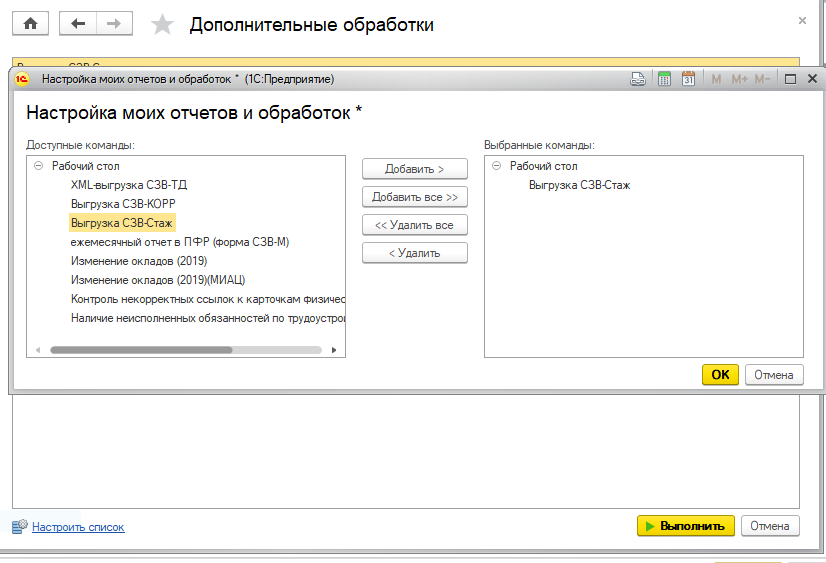 Дополнительные обработки
Настройка моих отчетов и обработок * (1С:Предприятие)
31 M M+ M-
Настройка моих отчетов и обработок *
Доступные команды:
Рабочий стол
XML-выгрузка СЗВ-ТД
Выгрузка СЗВ-КОРР
Выгрузка СЗВ-Стаж
ежемесячный отчет в ПФР (форма СЗВ-М)
Изменение окладов (2019)
Изменение окладов (2019)(МИАЦ)
Контроль некорректных ссылок к карточкам физичес
Наличие неисполненных обязанностей по трудоустрои
Добавить >
Добавить все >>
<< Удалить все
< Удалить
Выбранные команды:
Рабочий стол
Выгрузка СЗВ-Стаж
OK
Отмена
Настроить список
Выполнить
Отмена